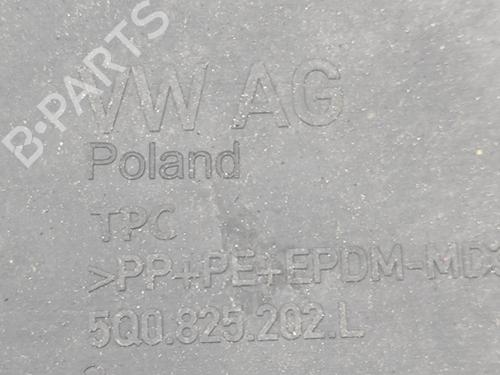 B-PARTS
VW AG
Poland
TPC
>PP+PE+EPDM-MD
5Q0.825.202.L